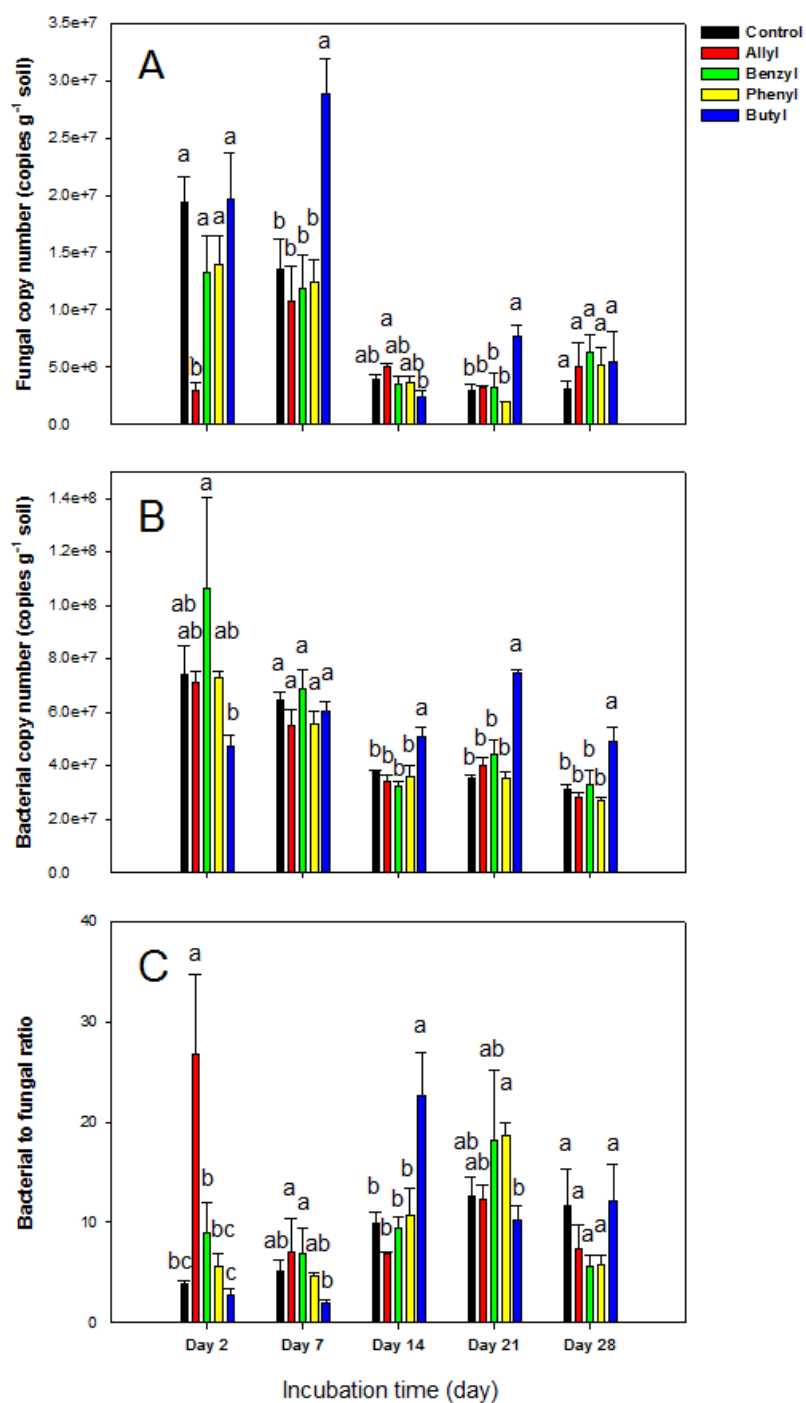 3.5e+7
3.0e+7
2.5e+7
2.0e+7
1.5e+7
1.0e+7
5.0e+6
0.0
Fungal copy number (copies g⁻¹ soil)
A
a b a a a
b b b b a
ab a ab ab b
b b b b a
a a a a a
Control
Allyl
Benzyl
Phenyl
Butyl
1.4e+8
1.2e+8
1.0e+8
8.0e+7
6.0e+7
4.0e+7
2.0e+7
0.0
Bacterial copy number (copies g⁻¹ soil)
B
ab ab a ab b
a a a a a
b b b b a
b b b b a
b b b b a
40
30
20
10
0
Bacterial to fungal ratio
C
bc a b bc c
ab a a ab b
b b b b a
ab ab ab a b
a a a a a
Day 2 Day 7 Day 14 Day 21 Day 28
Incubation time (day)